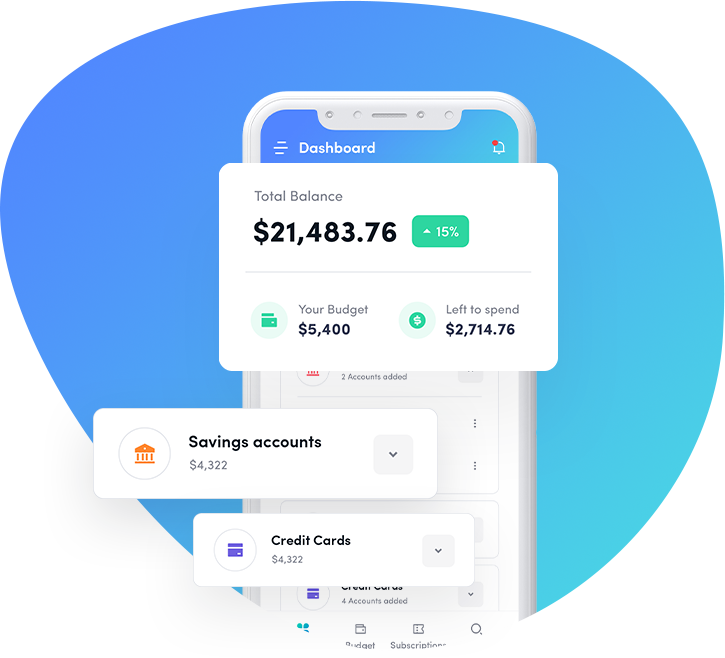 Dashboard
Total Balance
$21,483.76
15%
Your Budget
$5,400
Left to spend
$2,714.76
2 Accounts added
Savings accounts
$4,322
Credit Cards
$4,322
Credit Cards
4 Accounts added
Budget
Subscriptions